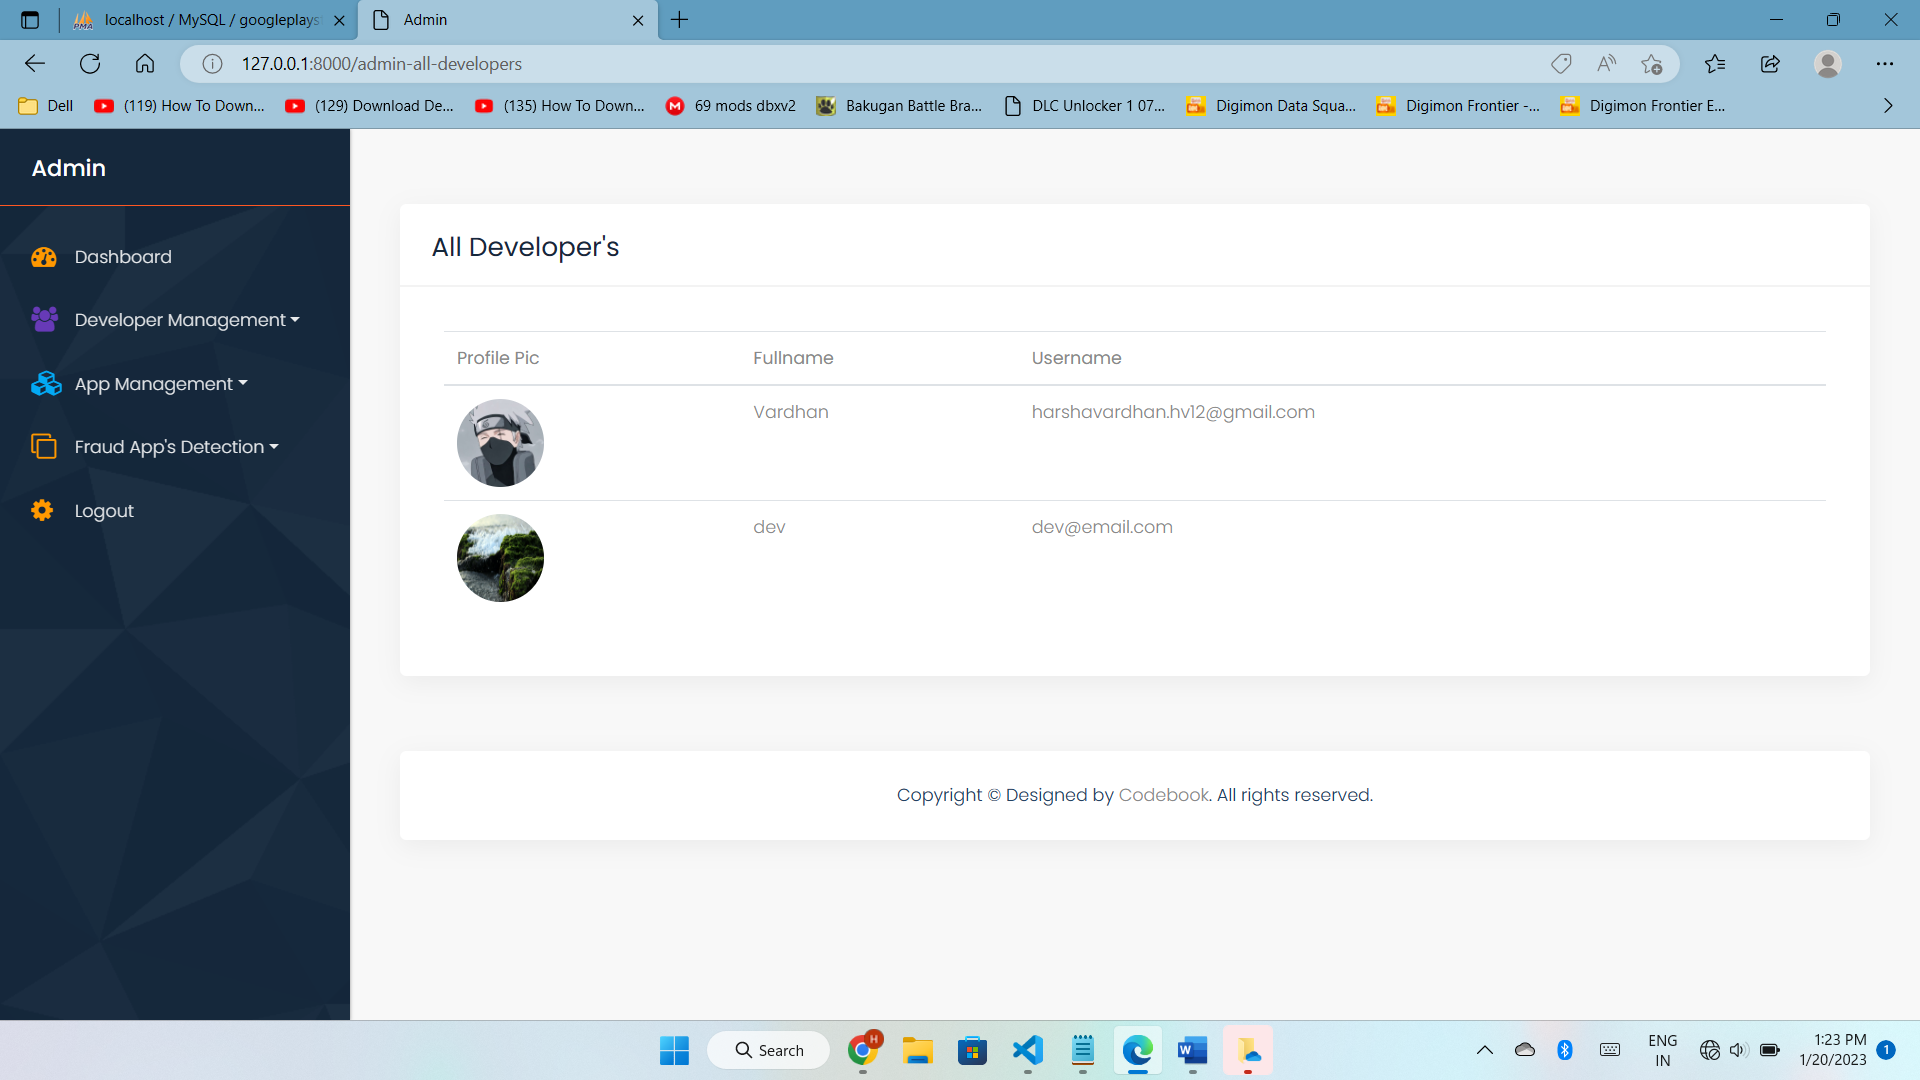 localhost / MySQL / googleplays
Admin
127.0.0.1:8000/admin-all-developers
Dell
(119) How To Down...
(129) Download De...
(135) How To Down...
69 mods dbxv2
Bakugan Battle Bra...
DLC Unlocker 1 07...
Digimon Data Squa...
Digimon Frontier -...
Digimon Frontier E...
Admin
Dashboard
Developer Management
App Management
Fraud App's Detection
Logout
All Developer's
Profile Pic Fullname Username
Vardhan harshavardhan.hv12@gmail.com
dev dev@email.com
Copyright © Designed by Codebook. All rights reserved.
Search
H
ENG
IN
1:23 PM
1/20/2023
1